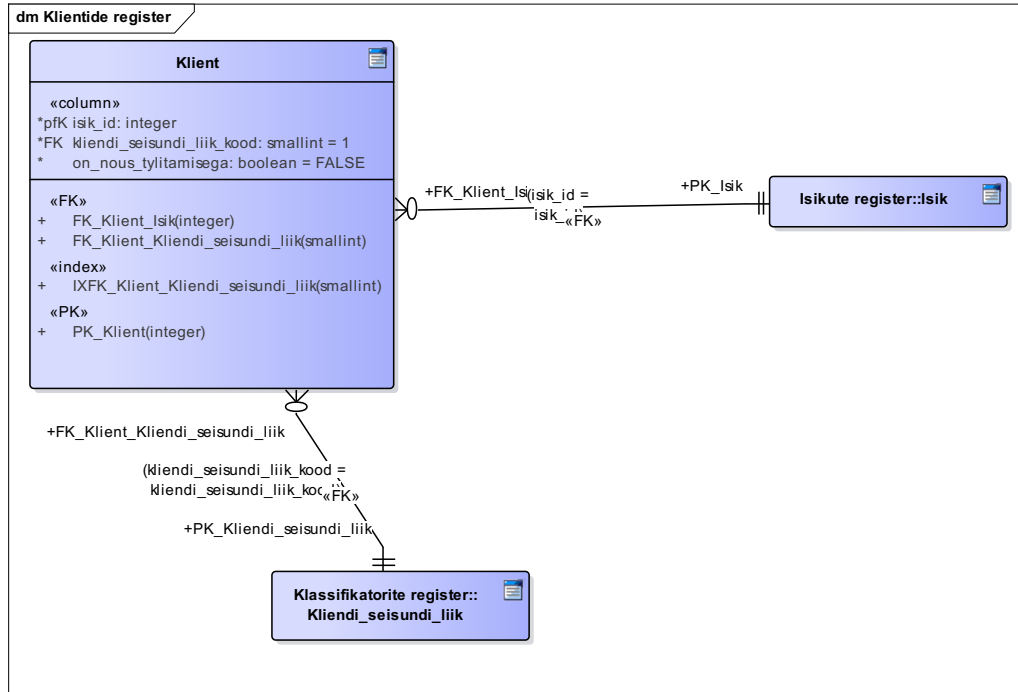 dm Klientide register
Klient
«column»
*pfK isik_id: integer
*FK kliendi_seisundi_liik_kood: smallint = 1
* on_nous_tylitamisega: boolean = FALSE
«FK»
+ FK_Klient_Isik(integer)
+ FK_Klient_Kliendi_seisundi_liik(smallint)
«index»
+ IXFK_Klient_Kliendi_seisundi_liik(smallint)
«PK»
+ PK_Klient(integer)
+FK_Klient_Isi
(isik_id =
isik_
«FK»
+PK_Isik
Isikute register::Isik
+FK_Klient_Kliendi_seisundi_liik
(kliendi_seisundi_liik_kood =
kliendi_seisundi_liik_koo
«FK»
+PK_Kliendi_seisundi_liik
Klassifikatorite register::
Kliendi_seisundi_liik